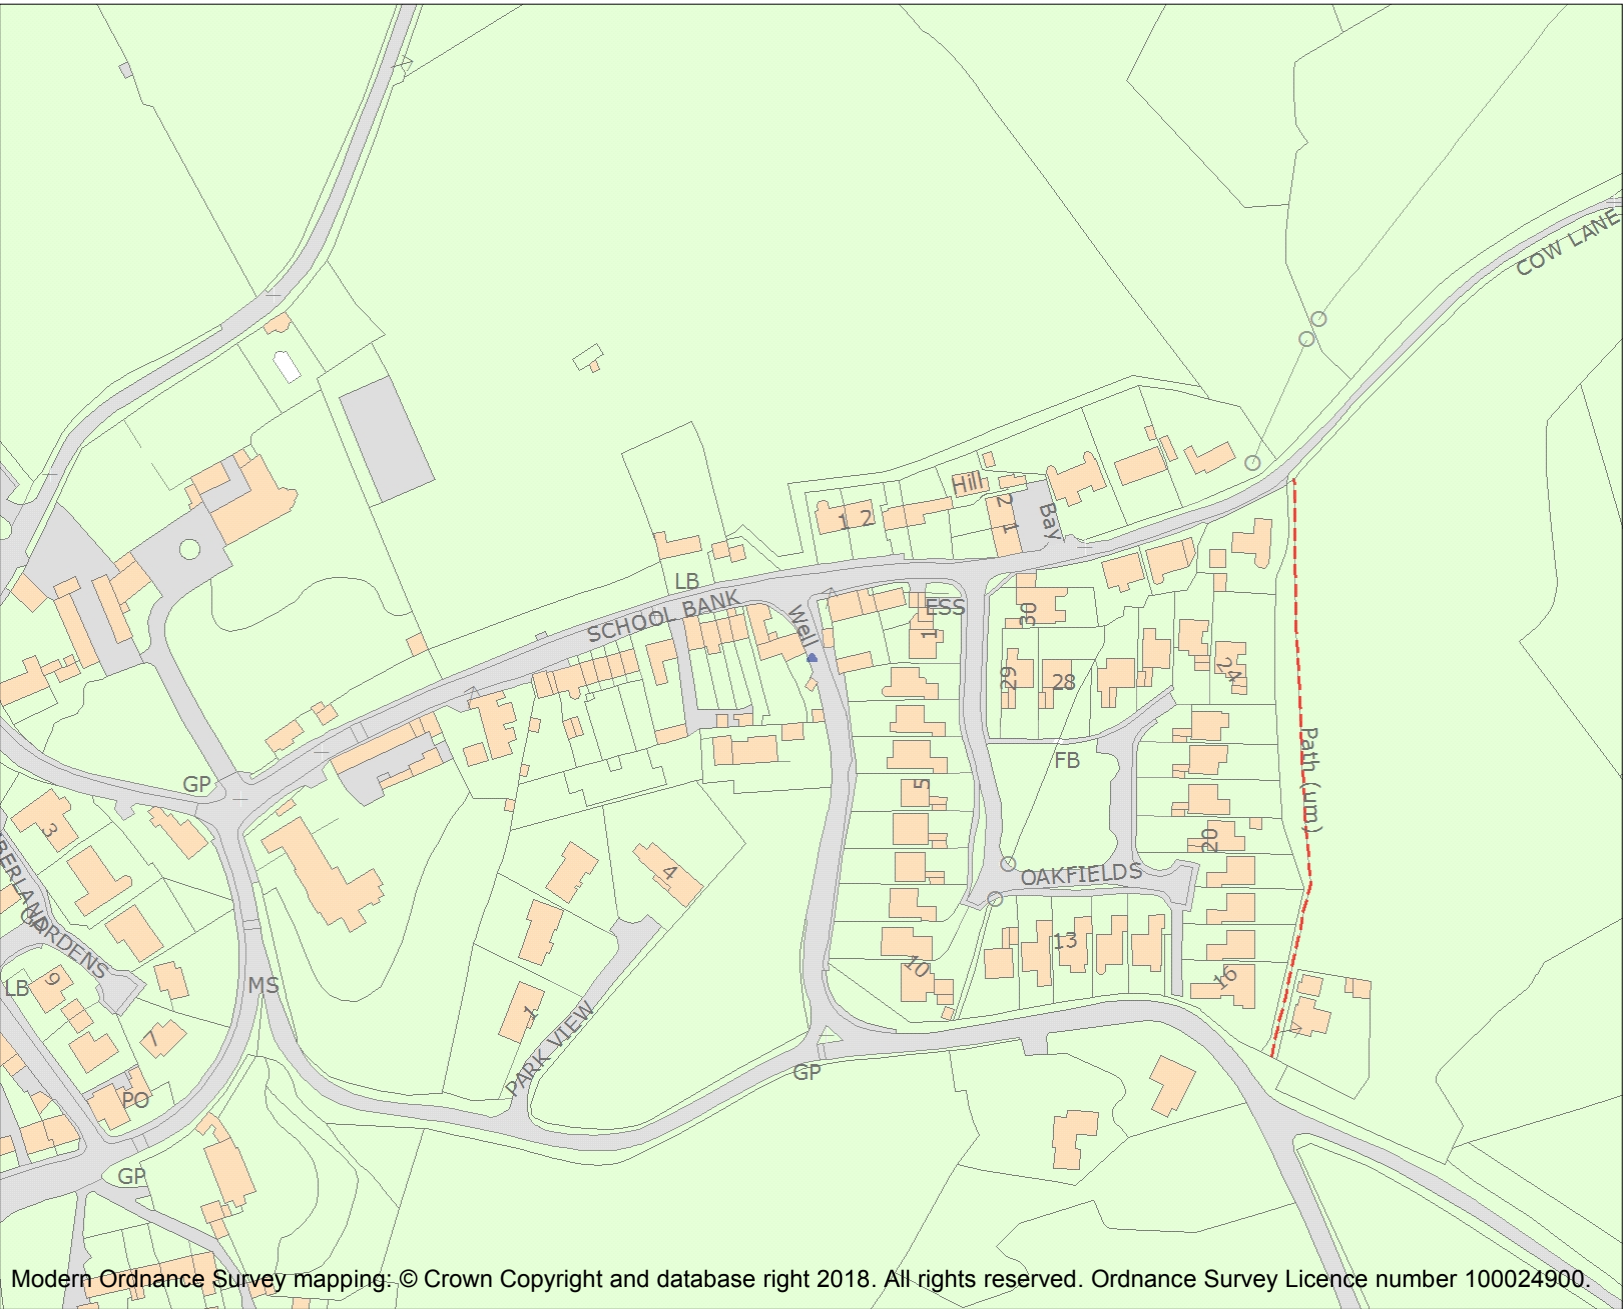 COW LANE
Hill
1 2
2 1
Bay
LB
SCHOOL BANK
Well
ESS
1
30
29
28
24
FB
Path (um)
5
20
OAKFIELDS
GP
3
4
13
10
16
GARDENS
LB
9
MS
7
1
PARK VIEW
GP
PO
GP
Modern Ordnance Survey mapping: © Crown Copyright and database right 2018. All rights reserved. Ordnance Survey Licence number 100024900.